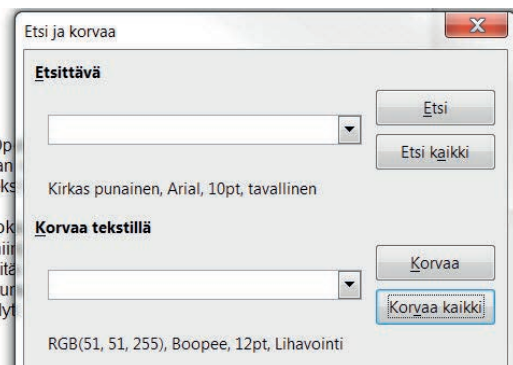 Etsi ja korvaa
Etsittävä
Etsi
Etsi kaikki
Kirkas punainen, Arial, 10pt, tavallinen
Korvaa tekstillä
Korvaa
Korvaa kaikki
RGB(51, 51, 255), Boopee, 12pt, Lihavointi